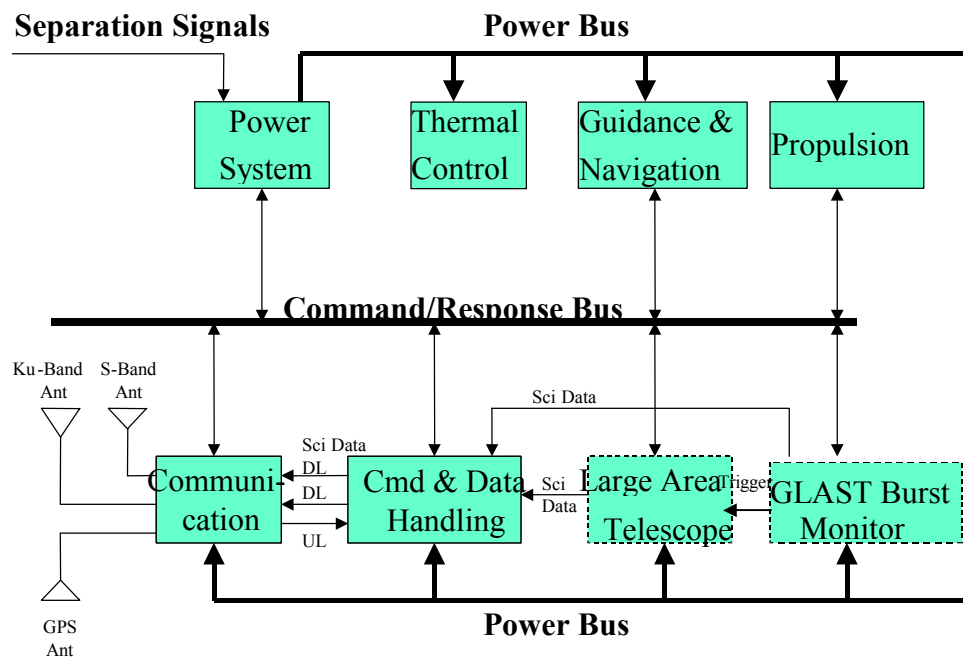 Separation Signals
Power Bus
Power
System
Thermal
Control
Guidance &
Navigation
Propulsion
Command/Response Bus
Ku-Band
Ant
S-Band
Ant
Sci Data
Sci Data
DL
DL
UL
Communi-
cation
Cmd & Data
Handling
Sci
Data
Large Area
Telescope
Trigger
GLAST Burst
Monitor
GPS
Ant
Power Bus